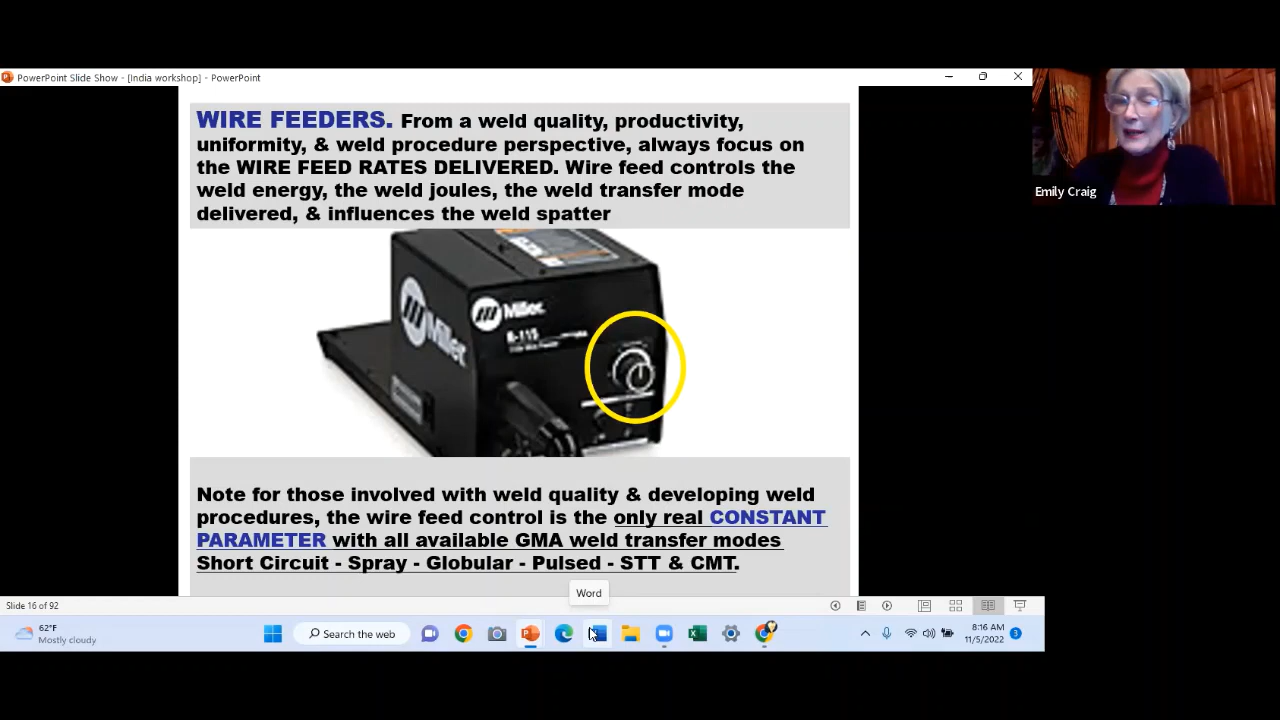 PowerPoint Slide Show - [India workshop] - PowerPoint
WIRE FEEDERS. From a weld quality, productivity,
uniformity, & weld procedure perspective, always focus on
the WIRE FEED RATES DELIVERED. Wire feed controls the
weld energy, the weld joules, the weld transfer mode
delivered, & influences the weld spatter
Emily Craig
Miller
Miller
Note for those involved with weld quality & developing weld
procedures, the wire feed control is the only real CONSTANT
PARAMETER with all available GMA weld transfer modes
Short Circuit - Spray - Globular - Pulsed - STT & CMT.
Word
Slide 16 of 92
62°F
Mostly cloudy
Search the web
8:16 AM
11/5/2022
3